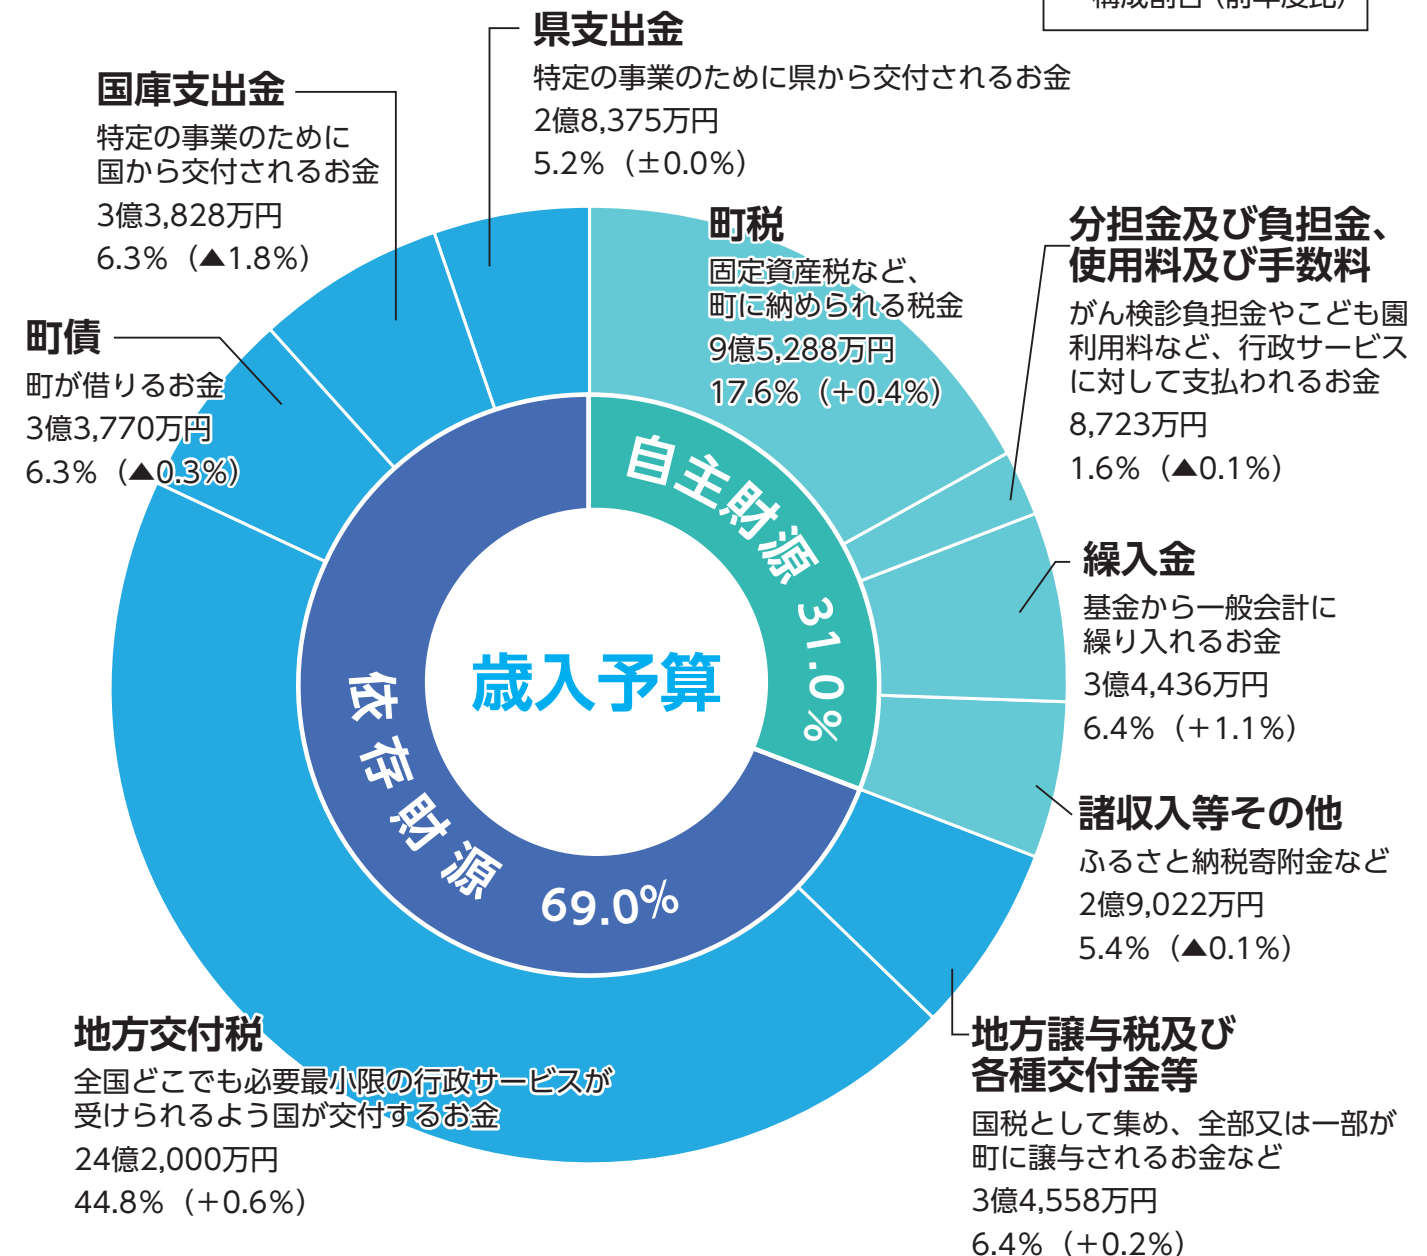 構成割合（前年度比）
県支出金
特定の事業のために県から交付されるお金
2億8,375万円
5.2%（±0.0%）
国庫支出金
特定の事業のために
国から交付されるお金
3億3,828万円
6.3%（▲1.8%）
町債
町が借りるお金
3億3,770万円
6.3%（▲0.3%）
町税
固定資産税など、
町に納められる税金
9億5,288万円
17.6%（+0.4%）
分担金及び負担金、
使用料及び手数料
がん検診負担金やこども園
利用料など、行政サービス
に対して支払われるお金
8,723万円
1.6%（▲0.1%）
繰入金
基金から一般会計に
繰り入れるお金
3億4,436万円
6.4%（＋1.1%）
諸収入等その他
ふるさと納税寄附金など
2億9,022万円
5.4%（▲0.1%）
自主財源 31.0%
歳入予算
依存財源 69.0%
地方交付税
全国どこでも必要最小限の行政サービスが
受けられるよう国が交付するお金
24億2,000万円
44.8%（＋0.6%）
地方譲与税及び
各種交付金等
国税として集め、全部又は一部が
町に譲与されるお金など
3億4,558万円
6.4%（＋0.2%）